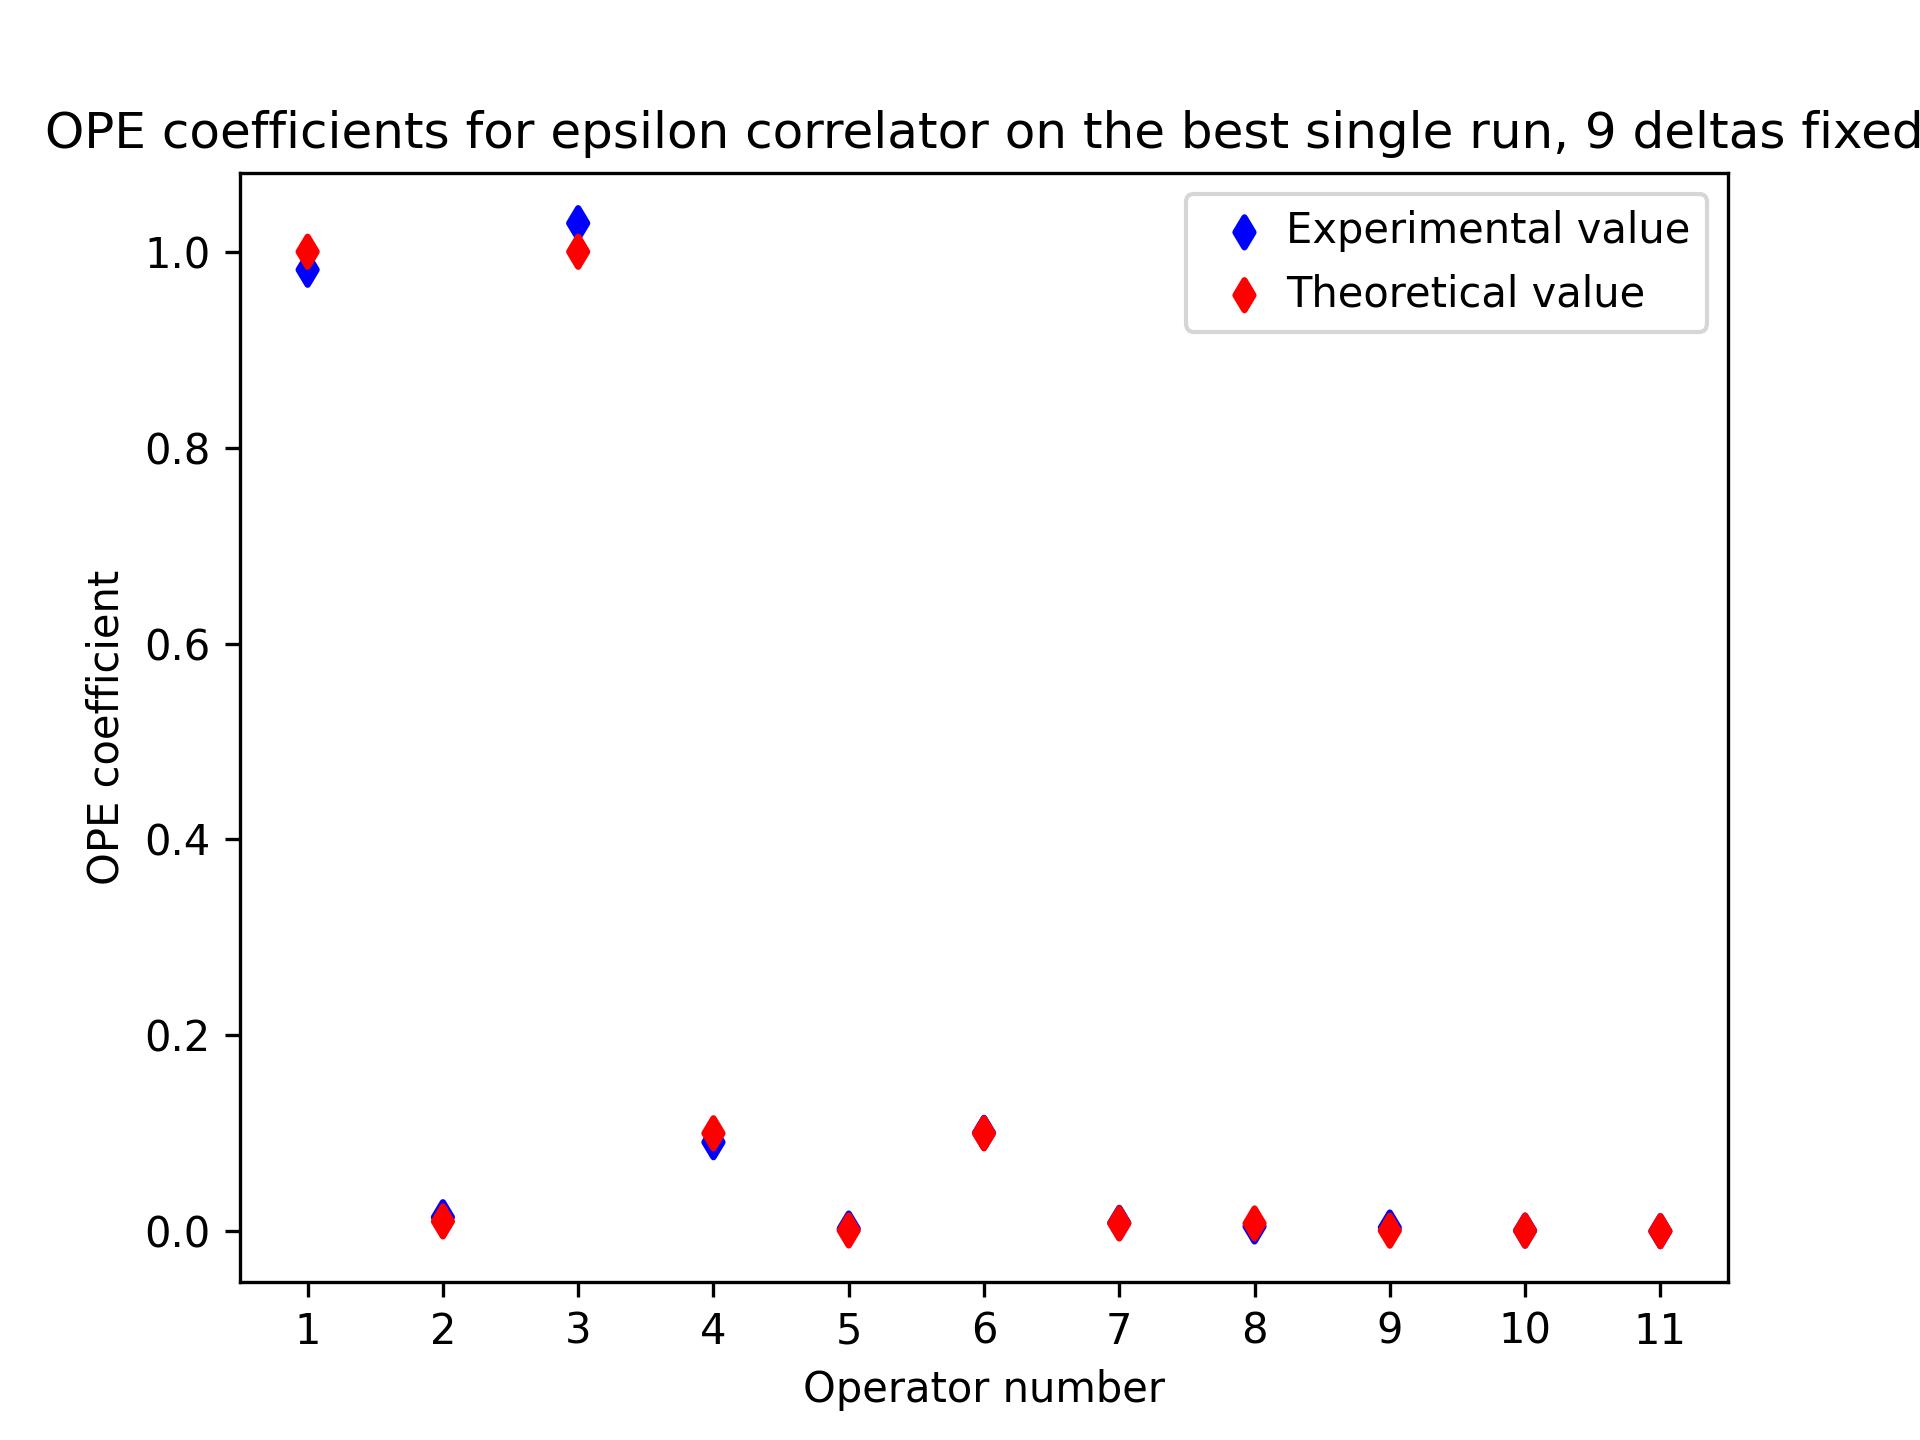 OPE coefficients for epsilon correlator on the best single run, 9 deltas fixed
Experimental value
Theoretical value
1.0
0.8
0.6
0.4
0.2
0.0
OPE coefficient
1 2 3 4 5 6 7 8 9 10 11
Operator number